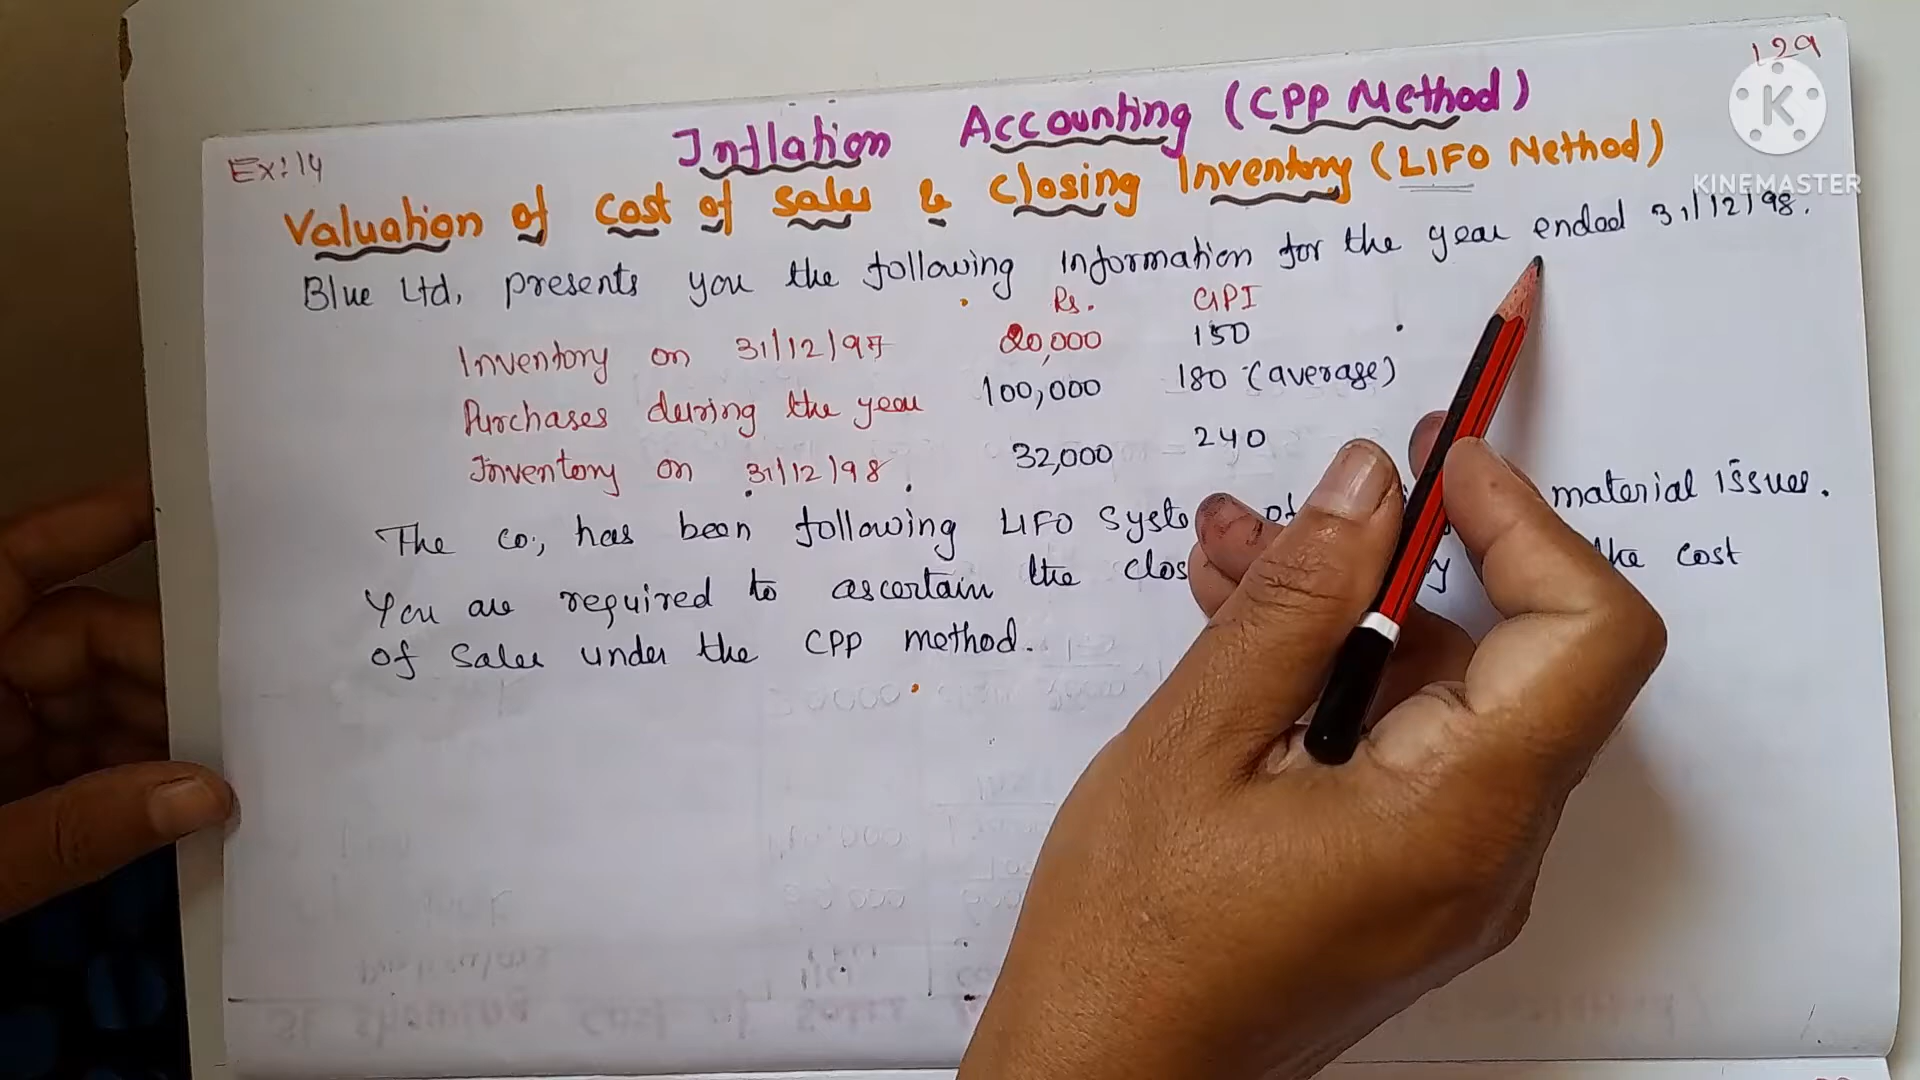 129
Ex:14
Inflation Accounting (CPP Method)
Valuation of Cost of Sales & Closing Inventory (LIFO Method)
KINEMASTER
Blue Ltd, presents you the following information for the year ended 31/12/98.
Rs. GPI
Inventory on 31/12/97 20,000 150
Purchases during the year 100,000 180 (average)
Inventory on 31/12/98 32,000 240
The co., has been following LIFO of material issues.
You are required to ascertain the the cost
of Sales under the CPP method.